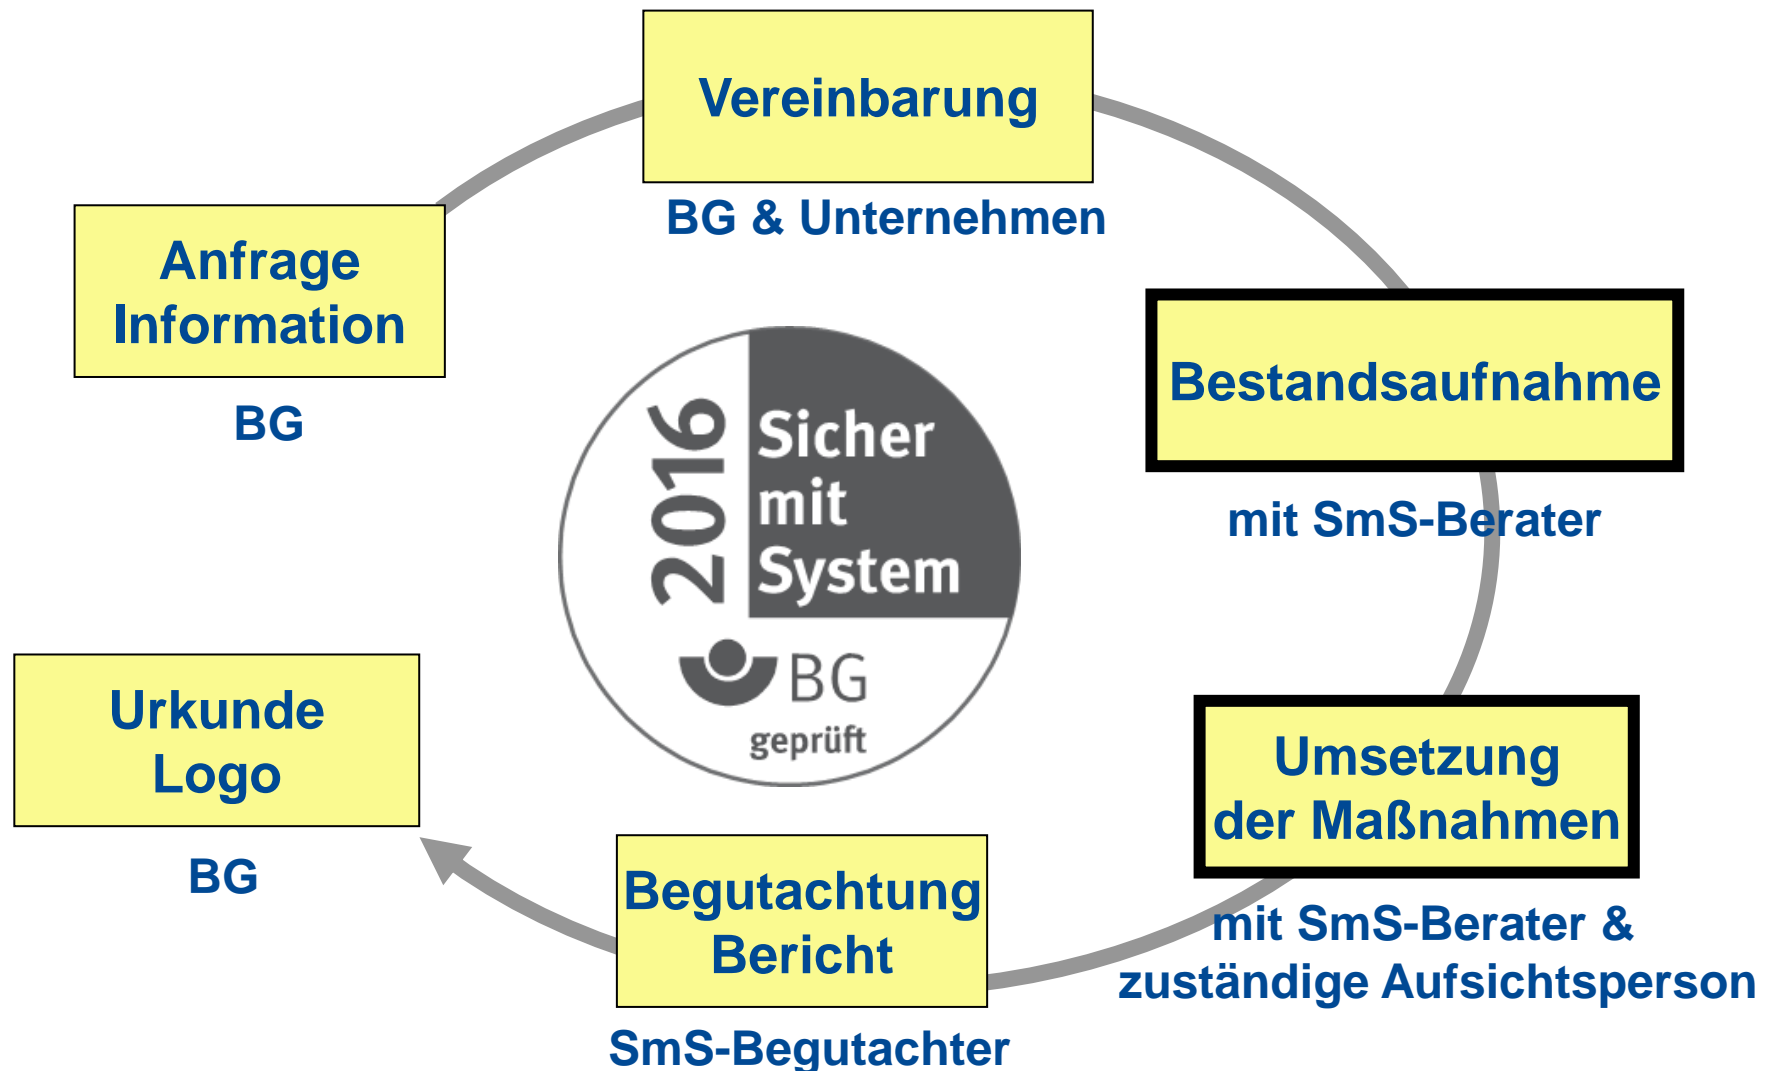 Vereinbarung
BG & Unternehmen
Anfrage
Information
BG
Bestandsaufnahme
mit SmS-Berater
2016
Sicher
mit
System
BG
geprüft
Umsetzung
der Maßnahmen
mit SmS-Berater &
zuständige Aufsichtsperson
Begutachtung
Bericht
SmS-Begutachter
Urkunde
Logo
BG